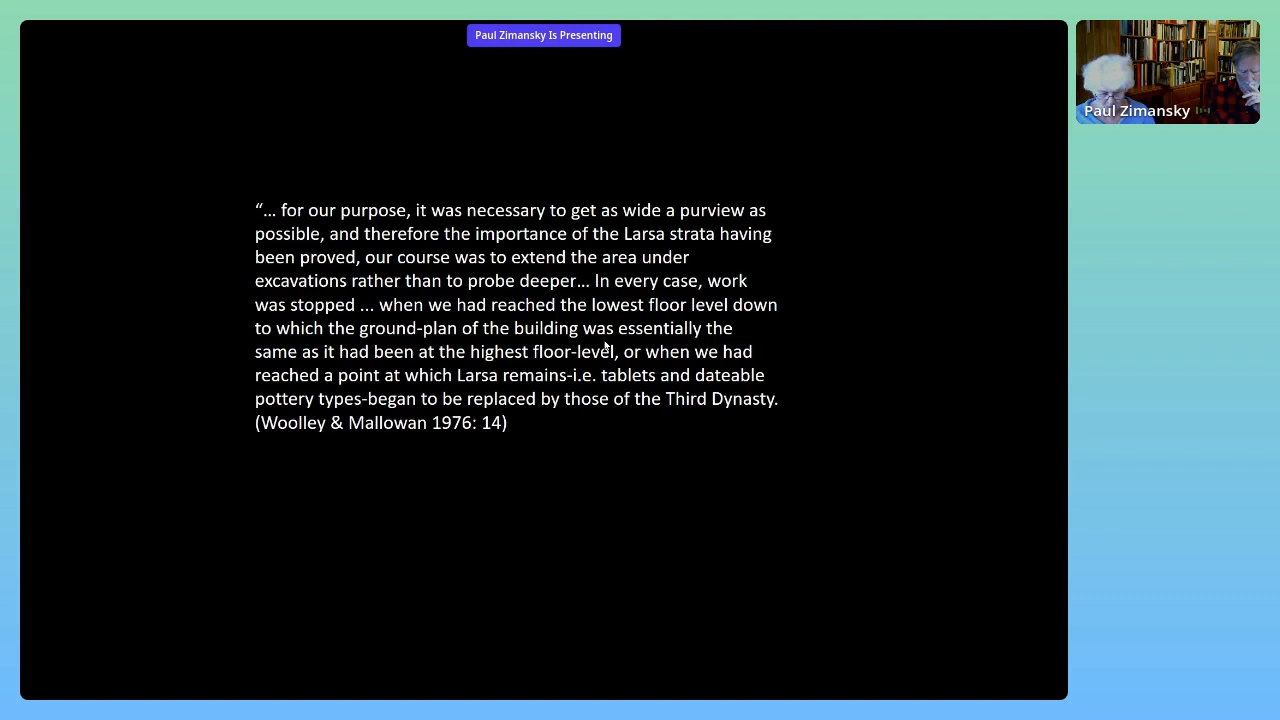 Paul Zimansky Is Presenting
Paul Zimansky
“... for our purpose, it was necessary to get as wide a purview as
possible, and therefore the importance of the Larsa strata having
been proved, our course was to extend the area under
excavations rather than to probe deeper... In every case, work
was stopped ... when we had reached the lowest floor level down
to which the ground-plan of the building was essentially the
same as it had been at the highest floor-level, or when we had
reached a point at which Larsa remains-i.e. tablets and dateable
pottery types-began to be replaced by those of the Third Dynasty.
(Woolley & Mallowan 1976: 14)